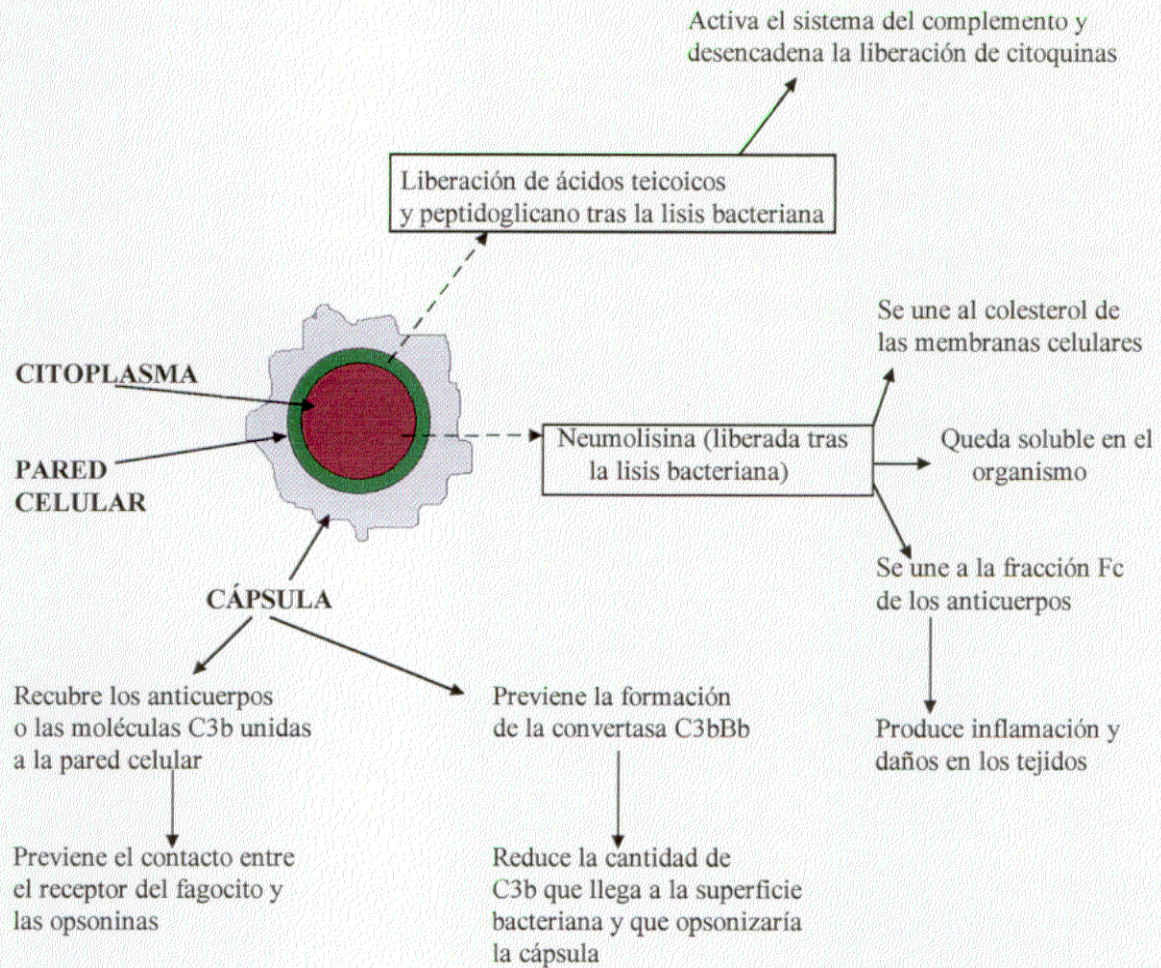 Activa el sistema del complemento y
desencadena la liberación de citoquinas
Liberación de ácidos teicoicos
y peptidoglicano tras la lisis bacteriana
Se une al colesterol de
las membranas celulares
CITOPLASMA
Neumolisina (liberada tras
la lisis bacteriana)
Queda soluble en el
organismo
PARED
CELULAR
Se une a la fracción Fc
de los anticuerpos
CÁPSULA
Recubre los anticuerpos
o las moléculas C3b unidas
a la pared celular
Previene la formación
de la convertasa C3bBb
Produce inflamación y
daños en los tejidos
Previene el contacto entre
el receptor del fagocito y
las opsoninas
Reduce la cantidad de
C3b que llega a la superficie
bacteriana y que opsonizaría
la cápsula